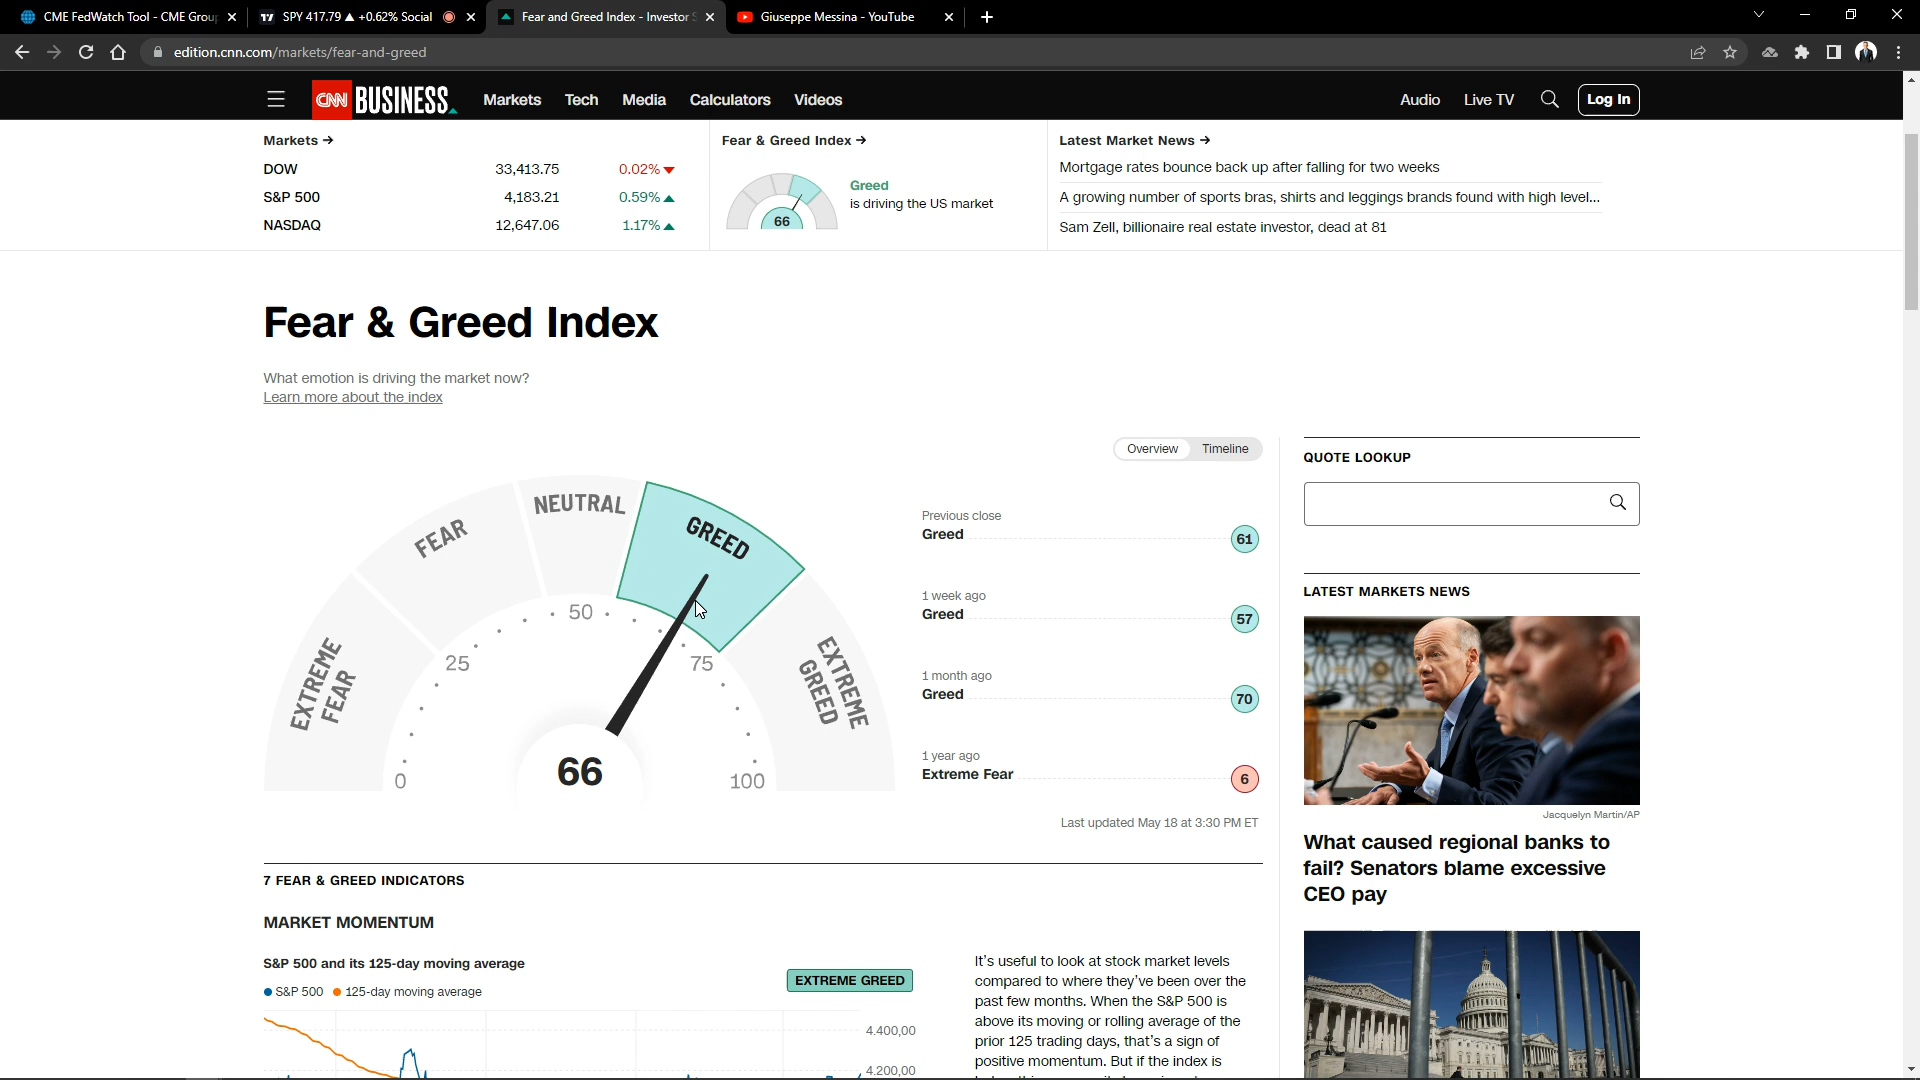 CME FedWatch Tool - CME Group
SPY 417.79 ▲ +0.62% Social
Fear and Greed Index - Investor S
Giuseppe Messina - YouTube
edition.cnn.com/markets/fear-and-greed
CNN BUSINESS
Markets
Tech
Media
Calculators
Videos
Audio
Live TV
Log In
Markets →
DOW 33,413.75 0.02% ▼
S&P 500 4,183.21 0.59% ▲
NASDAQ 12,647.06 1.17% ▲
Fear & Greed Index →
66
Greed
is driving the US market
Latest Market News →
Mortgage rates bounce back up after falling for two weeks
A growing number of sports bras, shirts and leggings brands found with high level...
Sam Zell, billionaire real estate investor, dead at 81
Fear & Greed Index
What emotion is driving the market now?
Learn more about the index
Overview
Timeline
EXTREME
FEAR
FEAR
NEUTRAL
GREED
EXTREME
GREED
0
25
50
75
100
66
Previous close
Greed 61
1 week ago
Greed 57
1 month ago
Greed 70
1 year ago
Extreme Fear 6
Last updated May 18 at 3:30 PM ET
QUOTE LOOKUP
LATEST MARKETS NEWS
Jacquelyn Martin/AP
What caused regional banks to
fail? Senators blame excessive
CEO pay
7 FEAR & GREED INDICATORS
MARKET MOMENTUM
S&P 500 and its 125-day moving average
S&P 500
125-day moving average
EXTREME GREED
4.400,00
4.200,00
It's useful to look at stock market levels
compared to where they've been over the
past few months. When the S&P 500 is
above its moving or rolling average of the
prior 125 trading days, that's a sign of
positive momentum. But if the index is